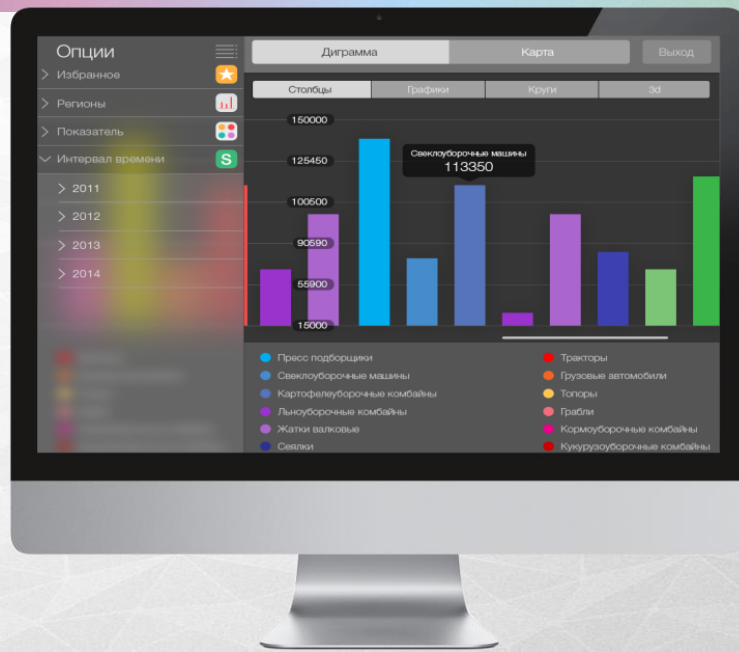 Опции
Избранное
Регионы
Показатель
Интервал времени
S
2011
2012
2013
2014
Диграмма
Карта
Выход
Столбцы
Графики
Круги
3d
150000
125450
100500
90590
55900
15000
Свеклоуборочные машины
113350
Пресс подборщики
Свеклоуборочные машины
Картофелеуборочные комбайны
Льноуборочные комбайны
Жатки валковые
Сеялки
Тракторы
Грузовые автомобили
Топоры
Грабли
Кормоуборочные комбайны
Кукурузоуборочные комбайны